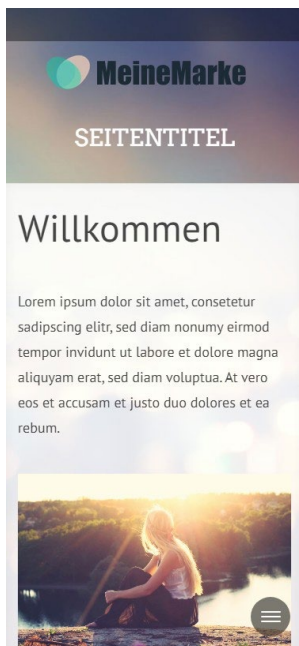 MeineMarke
SEITENTITEL
Willkommen
Lorem ipsum dolor sit amet, consetetur
sadipscing elitr, sed diam nonumy eirmod
tempor invidunt ut labore et dolore magna
aliquyam erat, sed diam voluptua. At vero
eos et accusam et justo duo dolores et ea
rebum.